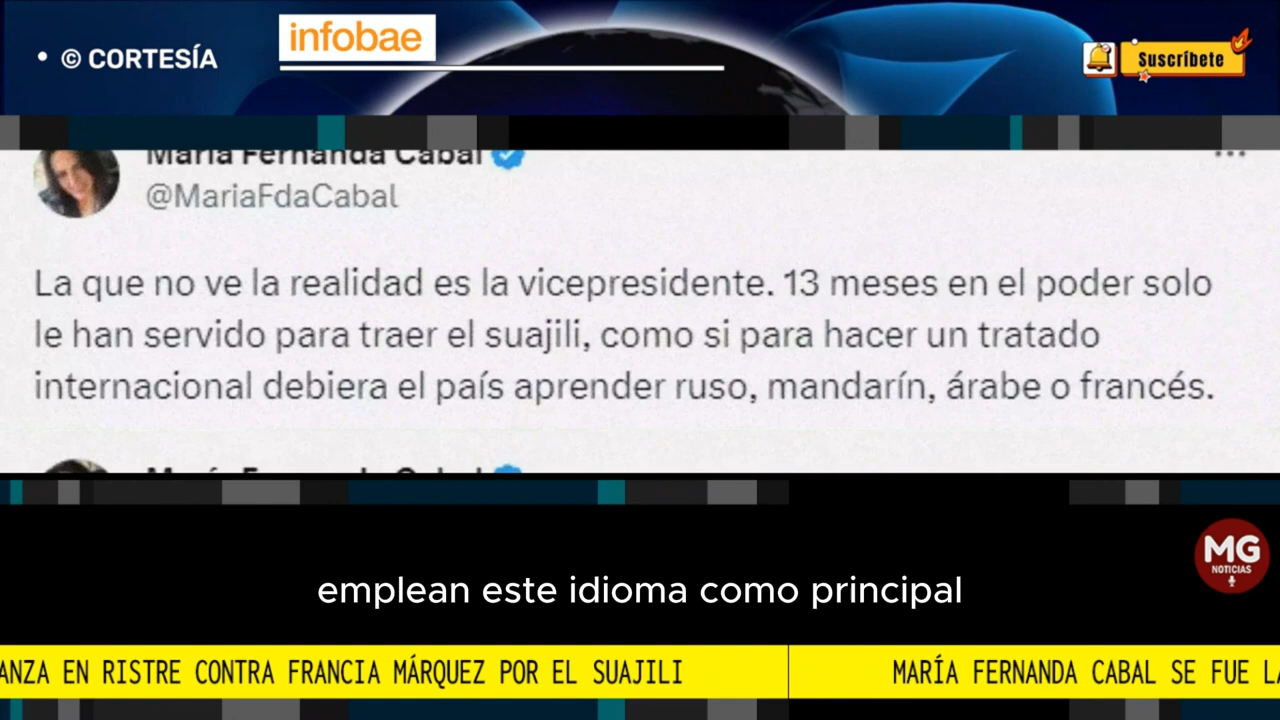 • © CORTESÍA
infobae
Suscríbete
María Fernanda Cabal
@MariaFdaCabal
La que no ve la realidad es la vicepresidente. 13 meses en el poder solo
le han servido para traer el suajili, como si para hacer un tratado
internacional debiera el país aprender ruso, mandarín, árabe o francés.
María Fernanda Cabal
MG
NOTICIAS
emplean este idioma como principal
ANZA EN RISTRE CONTRA FRANCIA MÁRQUEZ POR EL SUAJILI
MARÍA FERNANDA CABAL SE FUE LA